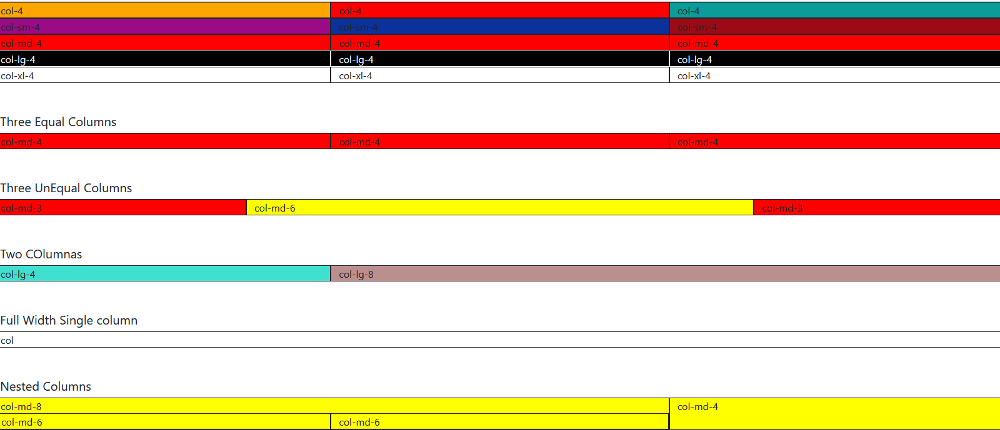 col-4 col-4 col-4
col-sm-4 col-sm-4 col-sm-4
col-md-4 col-md-4 col-md-4
col-lg-4 col-lg-4 col-lg-4
col-xl-4 col-xl-4 col-xl-4
Three Equal Columns
col-md-4 col-md-4 col-md-4
Three UnEqual Columns
col-md-3 col-md-6 col-md-3
Two COlumnas
col-lg-4 col-lg-8
Full Width Single column
col
Nested Columns
col-md-8 col-md-4
col-md-6 col-md-6